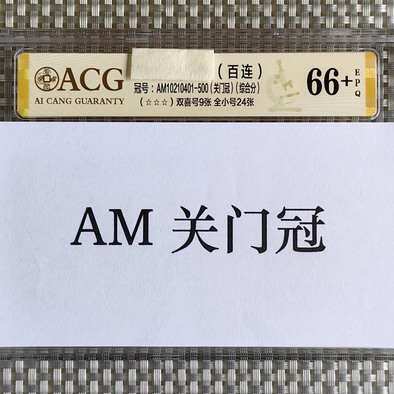 ACG
AI CANG GUARANTY
（百连）
冠号：AM10210401-500（关门冠）（综合分）
（☆☆☆）双喜号9张 全小号24张
66+
EPQ
AM 关门冠